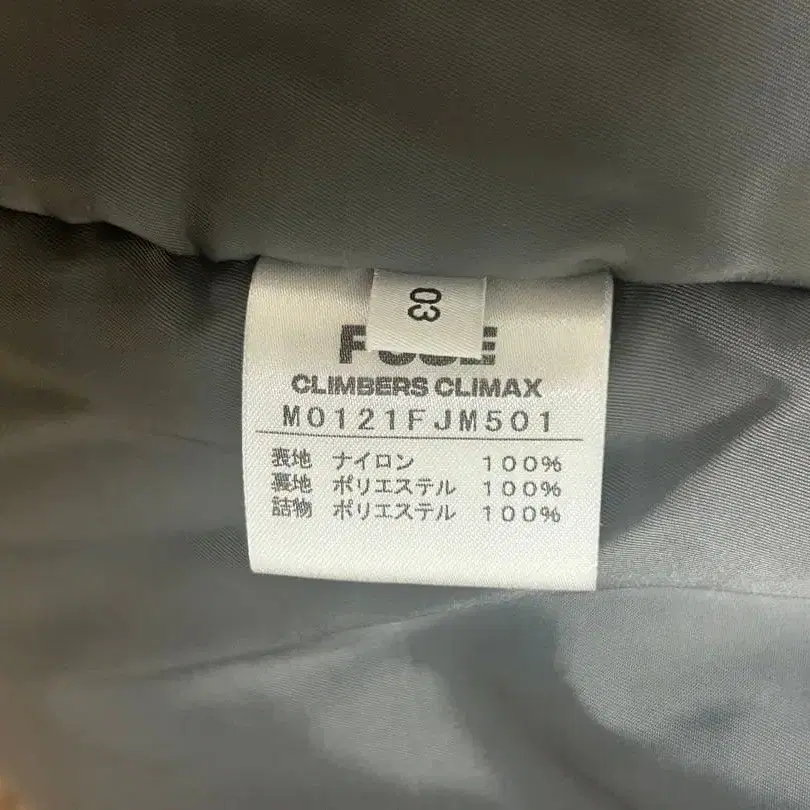 03
CLIMBERS CLIMAX
M0121FJM501
表地 ナイロン 100%
裏地 ポリエステル 100%
詰物 ポリエステル 100%